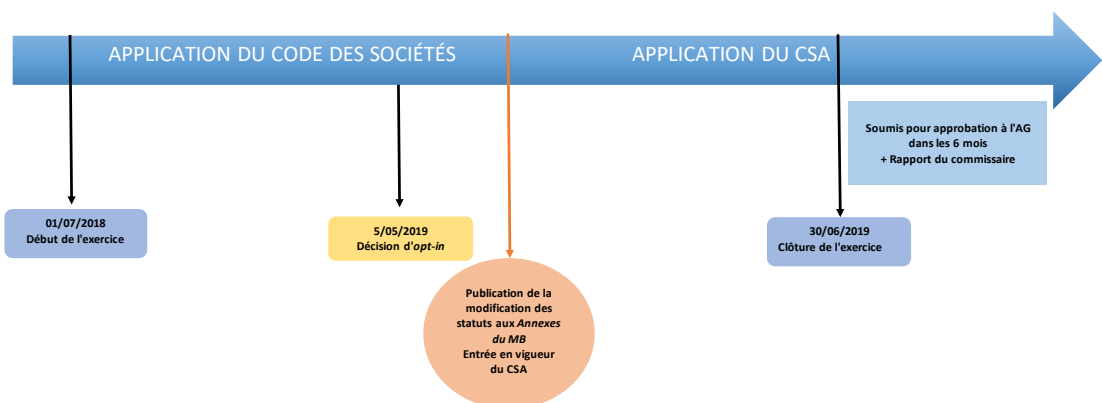 APPLICATION DU CODE DES SOCIÉTÉS
APPLICATION DU CSA
Soumis pour approbation à l'AG
dans les 6 mois
+ Rapport du commissaire
01/07/2018
Début de l'exercice
5/05/2019
Décision d'opt-in
30/06/2019
Clôture de l'exercice
Publication de la
modification des
statuts aux Annexes
du MB
Entrée en vigueur
du CSA